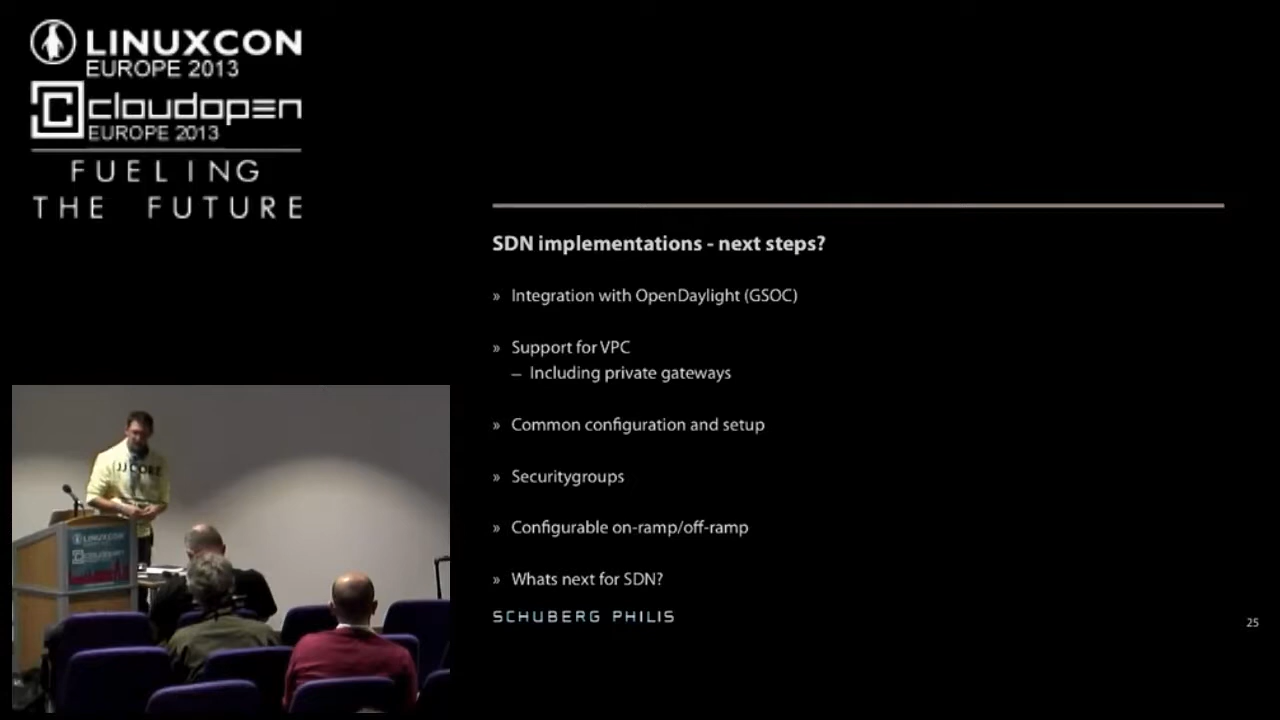 LINUXCON
EUROPE 2013
cloudopen
EUROPE 2013
FUELING
THE FUTURE
SDN implementations - next steps?
» Integration with OpenDaylight (GSOC)
» Support for VPC
– Including private gateways
» Common configuration and setup
» Securitygroups
» Configurable on-ramp/off-ramp
» Whats next for SDN?
SCHUBERG PHILIS
25
LINUXCON
cloudopen